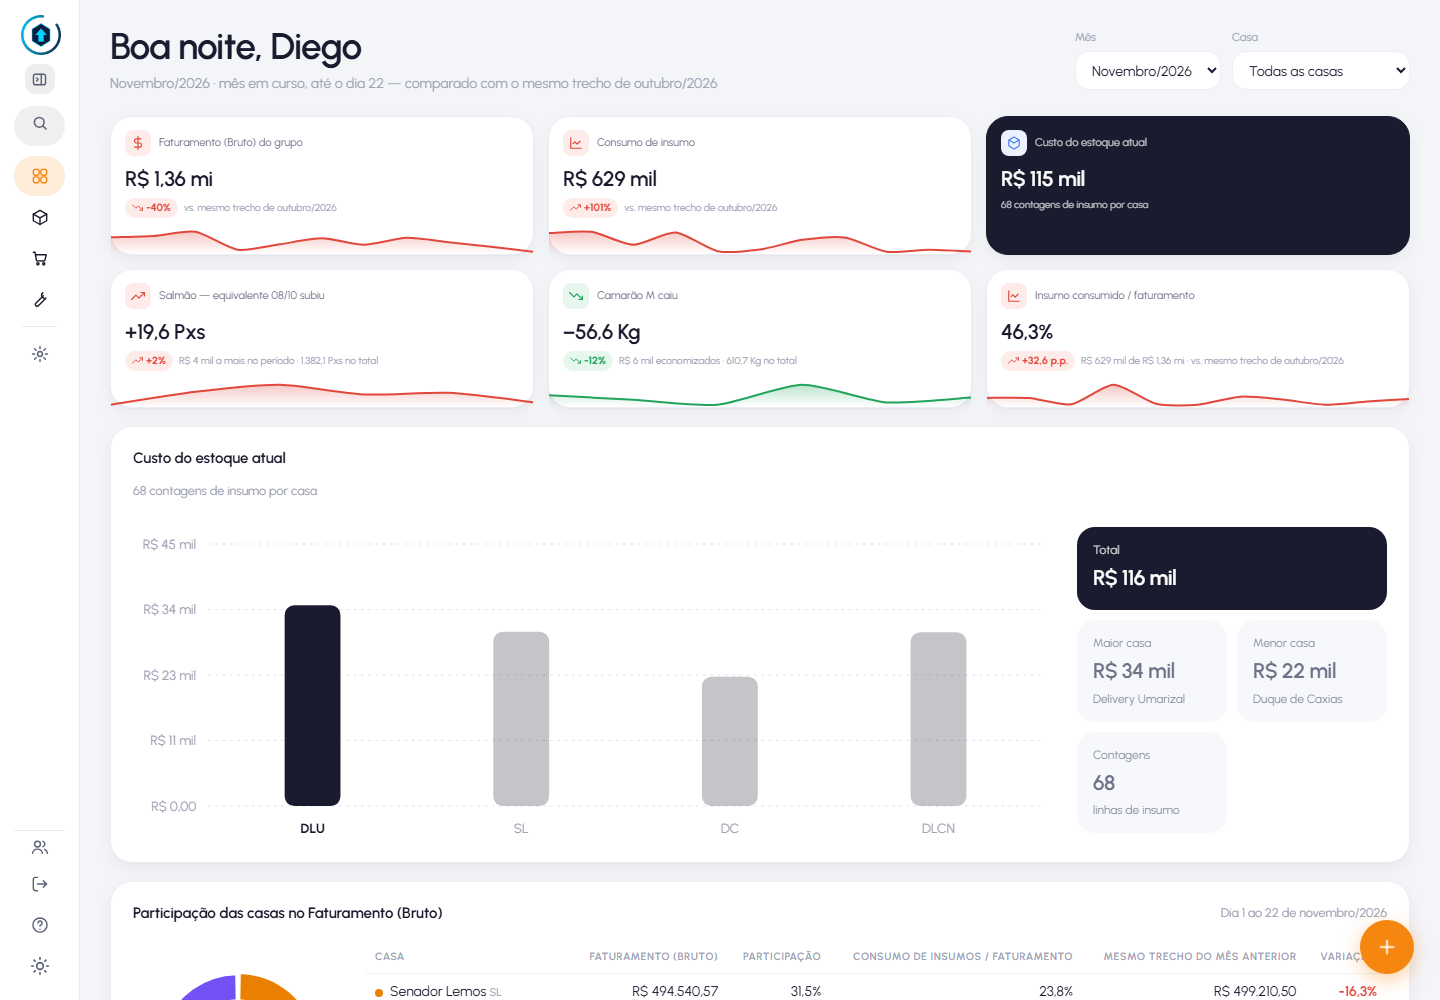 Boa noite, Diego
Novembro/2026 · mês em curso, até o dia 22 — comparado com o mesmo trecho de outubro/2026
Mês
Casa
Novembro/2026
Todas as casas
Faturamento (Bruto) do grupo
R$ 1,36 mi
-40% vs. mesmo trecho de outubro/2026
Consumo de insumo
R$ 629 mil
+101% vs. mesmo trecho de outubro/2026
Custo do estoque atual
R$ 115 mil
68 contagens de insumo por casa
Salmão — equivalente 08/10 subiu
+19,6 Pxs
+2% R$ 4 mil a mais no período · 1.382,1 Pxs no total
Camarão M caiu
−56,6 Kg
-12% R$ 6 mil economizados · 610,7 Kg no total
Insumo consumido / faturamento
46,3%
+32,6 p.p. R$ 629 mil de R$ 1,36 mi · vs. mesmo trecho de outubro/2026
Custo do estoque atual
68 contagens de insumo por casa
R$ 45 mil
R$ 34 mil
R$ 23 mil
R$ 11 mil
R$ 0,00
DLU
SL
DC
DLCN
Total
R$ 116 mil
Maior casa
R$ 34 mil
Delivery Umarizal
Menor casa
R$ 22 mil
Duque de Caxias
Contagens
68
linhas de insumo
Participação das casas no Faturamento (Bruto)
Dia 1 ao 22 de novembro/2026
CASA FATURAMENTO (BRUTO) PARTICIPAÇÃO CONSUMO DE INSUMOS / FATURAMENTO MESMO TRECHO DO MÊS ANTERIOR
Senador Lemos SL R$ 494.540,57 31,5% 23,8% R$ 499.210,50 -16,3%